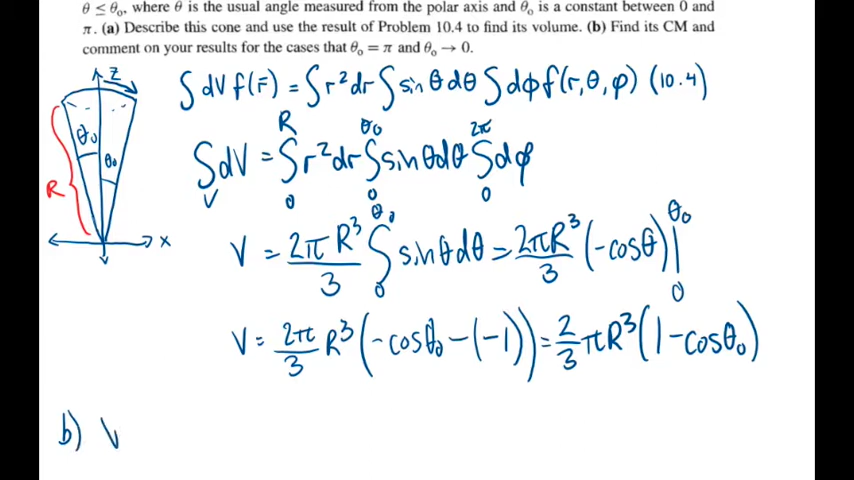 θ ≤ θ₀, where θ is the usual angle measured from the polar axis and θ₀ is a constant between 0 and
π. (a) Describe this cone and use the result of Problem 10.4 to find its volume. (b) Find its CM and
comment on your results for the cases that θ₀ = π and θ₀ → 0.
z
∫dV f(r̄) = ∫r²dr ∫sinθdθ ∫dφ f(r, θ, φ) (10.4)
θ₀ θ₀
R
x
∫_V dV = ∫₀^R r²dr ∫₀^θ₀ sinθdθ ∫₀^2π dφ
V = 2πR³/3 ∫₀^θ₀ sinθdθ = 2πR³/3 (-cosθ)|₀^θ₀
V = 2π/3 R³(-cosθ₀ - (-1)) = 2/3 πR³(1 - cosθ₀)
b) V